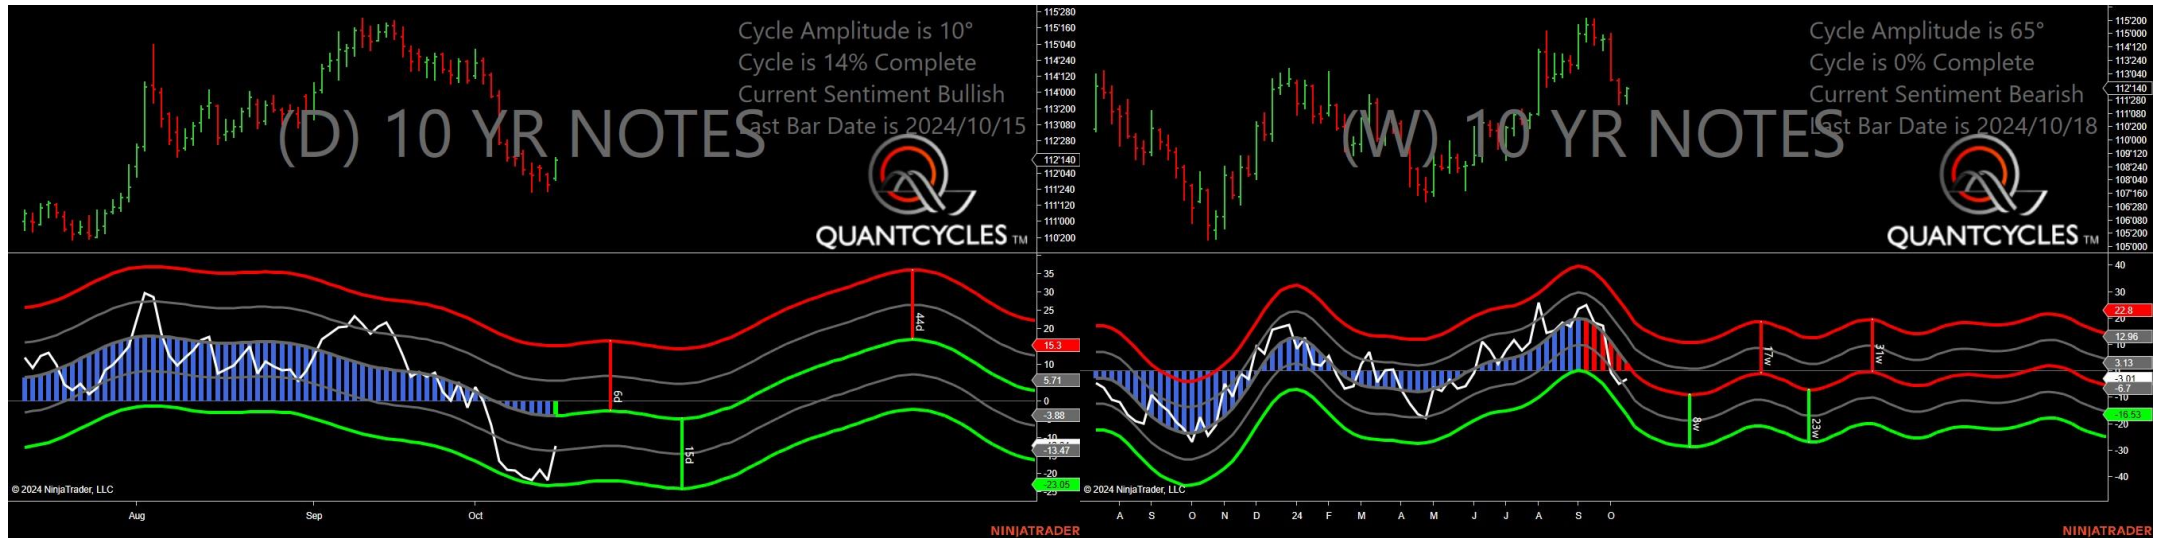 Cycle Amplitude is 10°
Cycle is 14% Complete
Current Sentiment Bullish
Last Bar Date is 2024/10/15
(D) 10 YR NOTES
QUANTCYCLES TM
115'280
115'160
115'040
114'240
114'120
114'000
113'200
113'080
112'280
112'140
112'040
111'240
111'120
111'000
110'200
35
30
25
20
15.3
5.71
0
-3.88
-13.47
-20
-23.05
-25
6d
15d
44d
© 2024 NinjaTrader, LLC
Aug
Sep
Oct
NINJATRADER
Cycle Amplitude is 65°
Cycle is 0% Complete
Current Sentiment Bearish
Last Bar Date is 2024/10/18
(W) 10 YR NOTES
QUANTCYCLES TM
115'200
115'000
114'120
113'240
113'040
112'140
111'280
111'080
110'200
110'000
109'120
108'240
108'040
107'160
106'280
106'080
105'200
105'000
40
30
22.8
20
12.96
10
3.13
-3.01
-6.7
-10
-16.53
-30
-40
8w
17w
23w
31w
© 2024 NinjaTrader, LLC
A S O N D 24 F M A M J J A S O
NINJATRADER